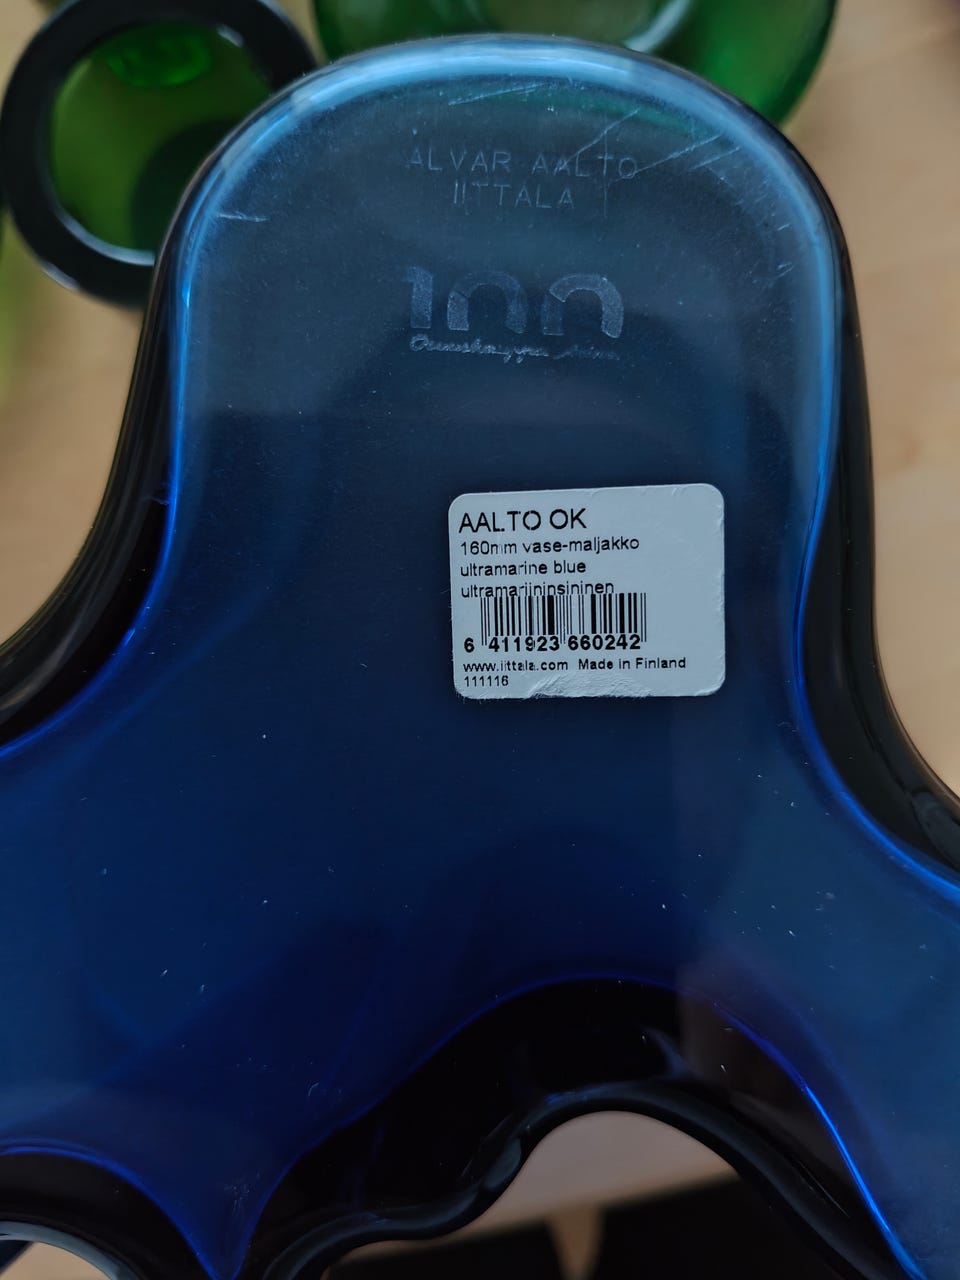 ALVAR AALTO
IITTALA
100
AALTO OK
160mm vase-maljakko
ultramarine blue
ultramariininsininen
6 411923 660242
www.iittala.com Made in Finland
111116